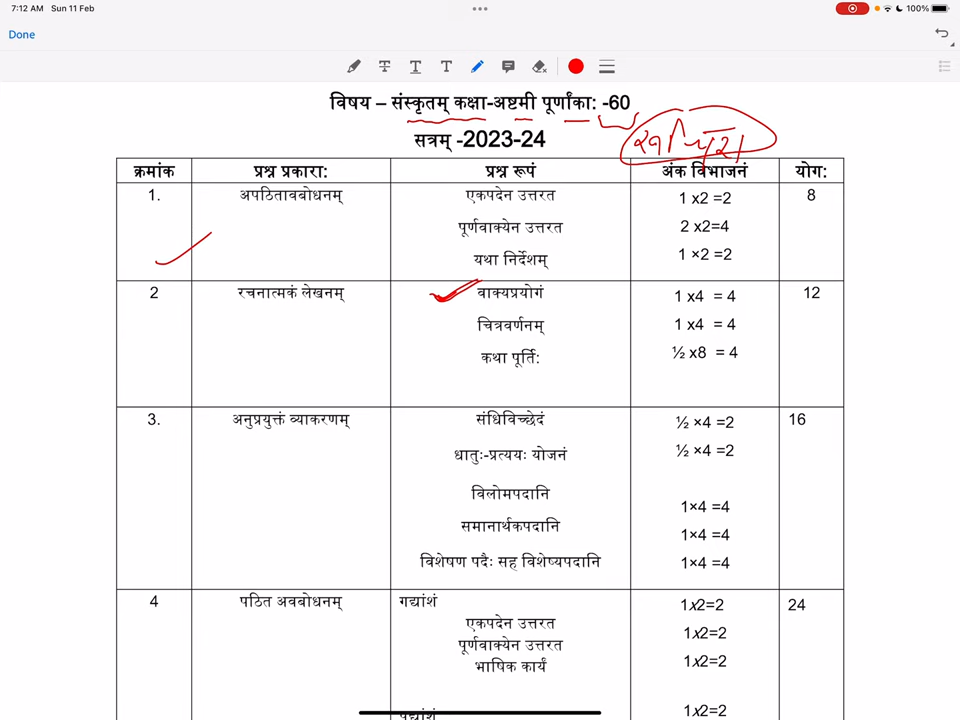 7:12 AM Sun 11 Feb
100%
Done
विषय – संस्कृतम् कक्षा-अष्टमी पूर्णांका: -60
सत्रम् -2023-24
क्रमांक प्रश्न प्रकारा: प्रश्न रूपं अंक विभाजनं योग:
1. अपठितावबोधनम् एकपदेन उत्तरत 1 x2 =2 8
पूर्णवाक्येन उत्तरत 2 x2=4
यथा निर्देशम् 1 ×2 =2
2 रचनात्मकं लेखनम् वाक्यप्रयोगं 1 x4 = 4 12
चित्रवर्णनम् 1 x4 = 4
कथा पूर्ति: ½ x8 = 4
3. अनुप्रयुक्तं व्याकरणम् संधिविच्छेदं ½ ×4 =2 16
धातुः-प्रत्ययः योजनं ½ ×4 =2
विलोमपदानि 1×4 =4
समानार्थकपदानि 1×4 =4
विशेषण पदैः सह विशेष्यपदानि 1×4 =4
4 पठित अवबोधनम् गद्यांशं 1x2=2 24
एकपदेन उत्तरत 1x2=2
पूर्णवाक्येन उत्तरत
भाषिक कार्यं 1x2=2
पद्यांशं 1x2=2